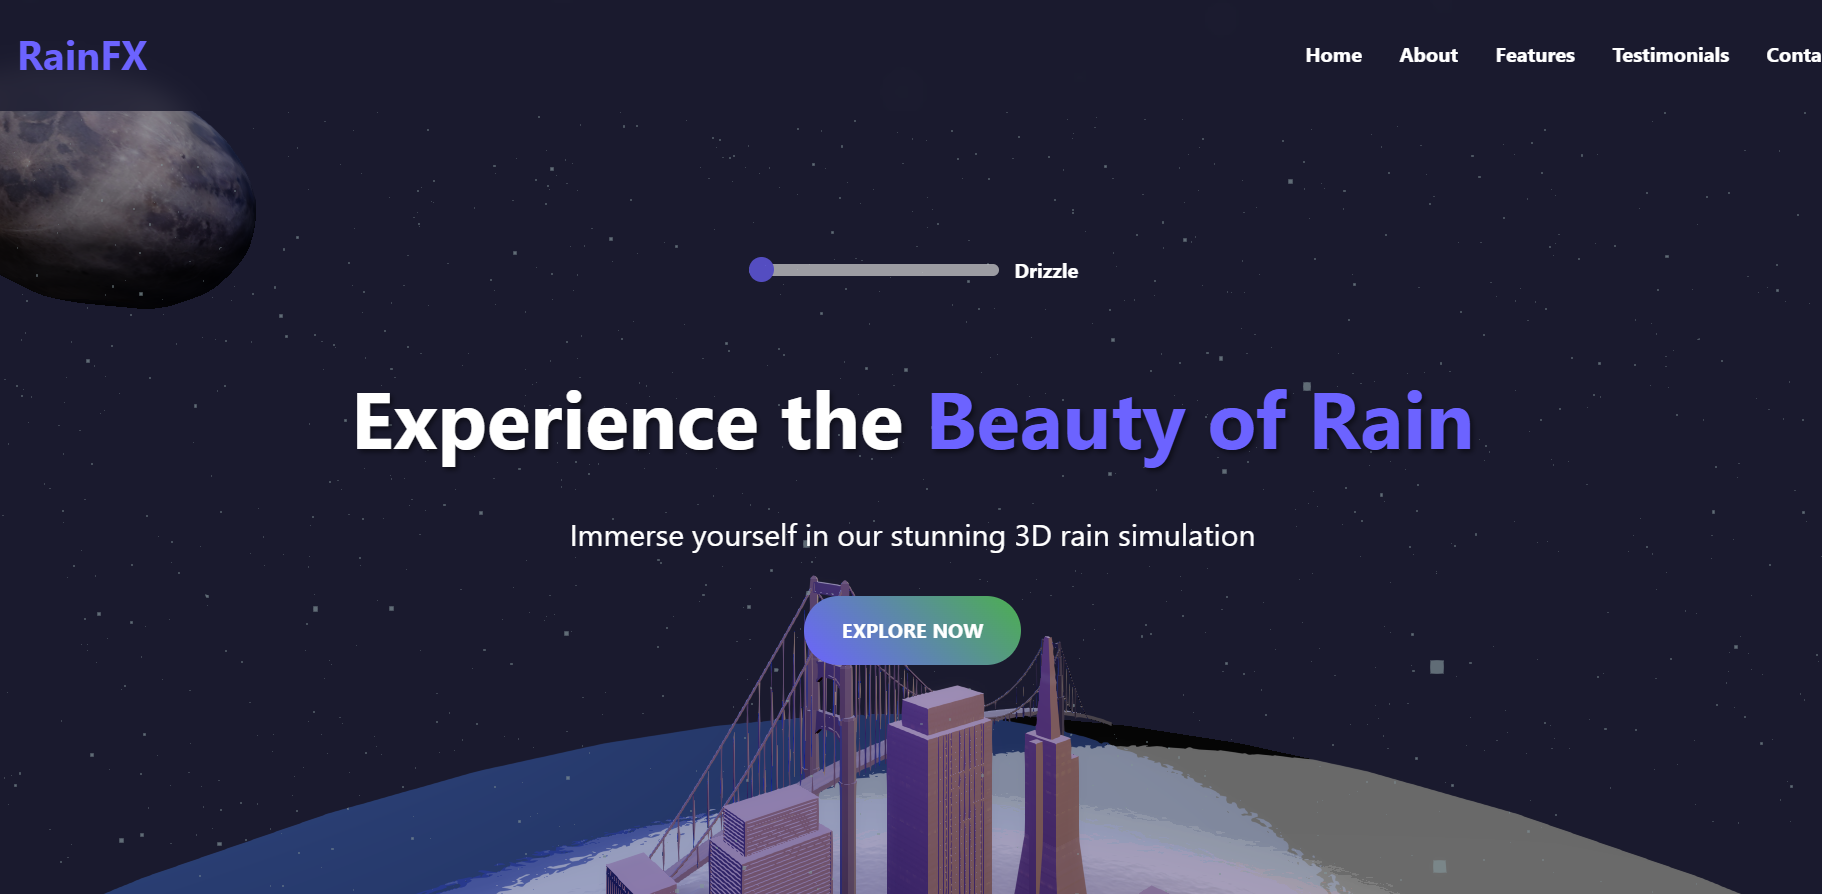 RainFX
Home About Features Testimonials Conta
Drizzle
Experience the Beauty of Rain
Immerse yourself in our stunning 3D rain simulation
EXPLORE NOW